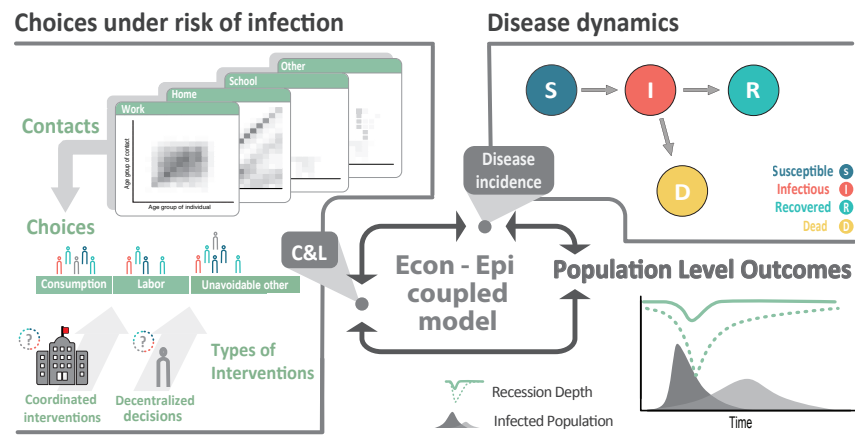 Choices under risk of infection
Disease dynamics
Other
School
Home
Work
Contacts
Age group of contact
Age group of individual
Choices
Consumption
Labor
Unavoidable other
?
?
Types of
Interventions
Coordinated
interventions
Decentralized
decisions
C&L
Disease
incidence
Econ - Epi
coupled
model
S
I
R
D
Susceptible S
Infectious I
Recovered R
Dead D
Population Level Outcomes
Time
Recession Depth
Infected Population